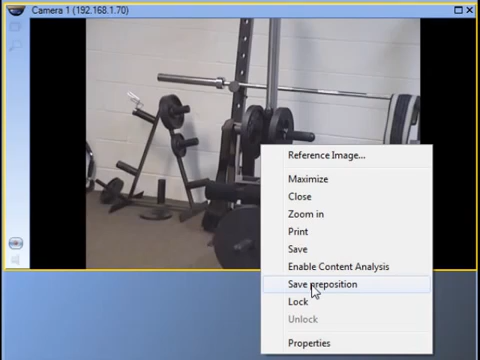 Camera 1 (192.168.1.70)
Reference Image...
Maximize
Close
Zoom in
Print
Save
Enable Content Analysis
Save preposition
Lock
Unlock
Properties